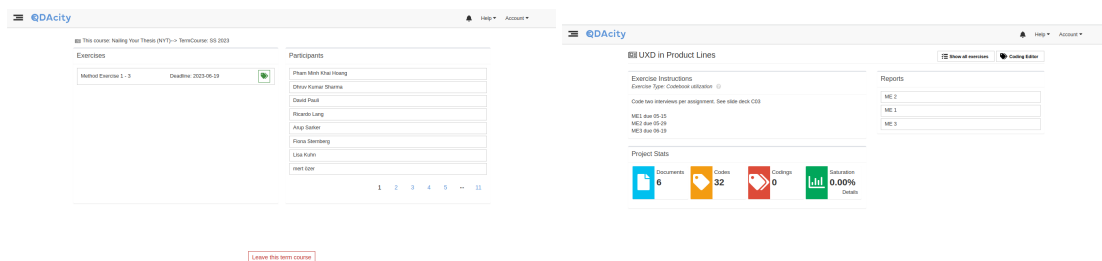 QDAcity
Help
Account
This course: Nailing Your Thesis (NYT)--> TermCourse: SS 2023
Exercises
Method Exercise 1 - 3
Deadline: 2023-06-19
Participants
Pham Minh Khai Hoang
Dhruv Kumar Sharma
David Pauli
Ricardo Lang
Arup Sarker
Fiona Sternberg
Lisa Kuhn
mert özer
1 2 3 4 5 ... 11
Leave this term course
QDAcity
Help
Account
UXD in Product Lines
Show all exercises
Coding Editor
Exercise Instructions
Exercise Type: Codebook utilization
Code two interviews per assignment. See slide deck C03
ME1 due 05-15
ME2 due 05-29
ME3 due 06-19
Reports
ME 2
ME 1
ME 3
Project Stats
Documents
6
Codes
32
Codings
0
Saturation
0.00%
Details